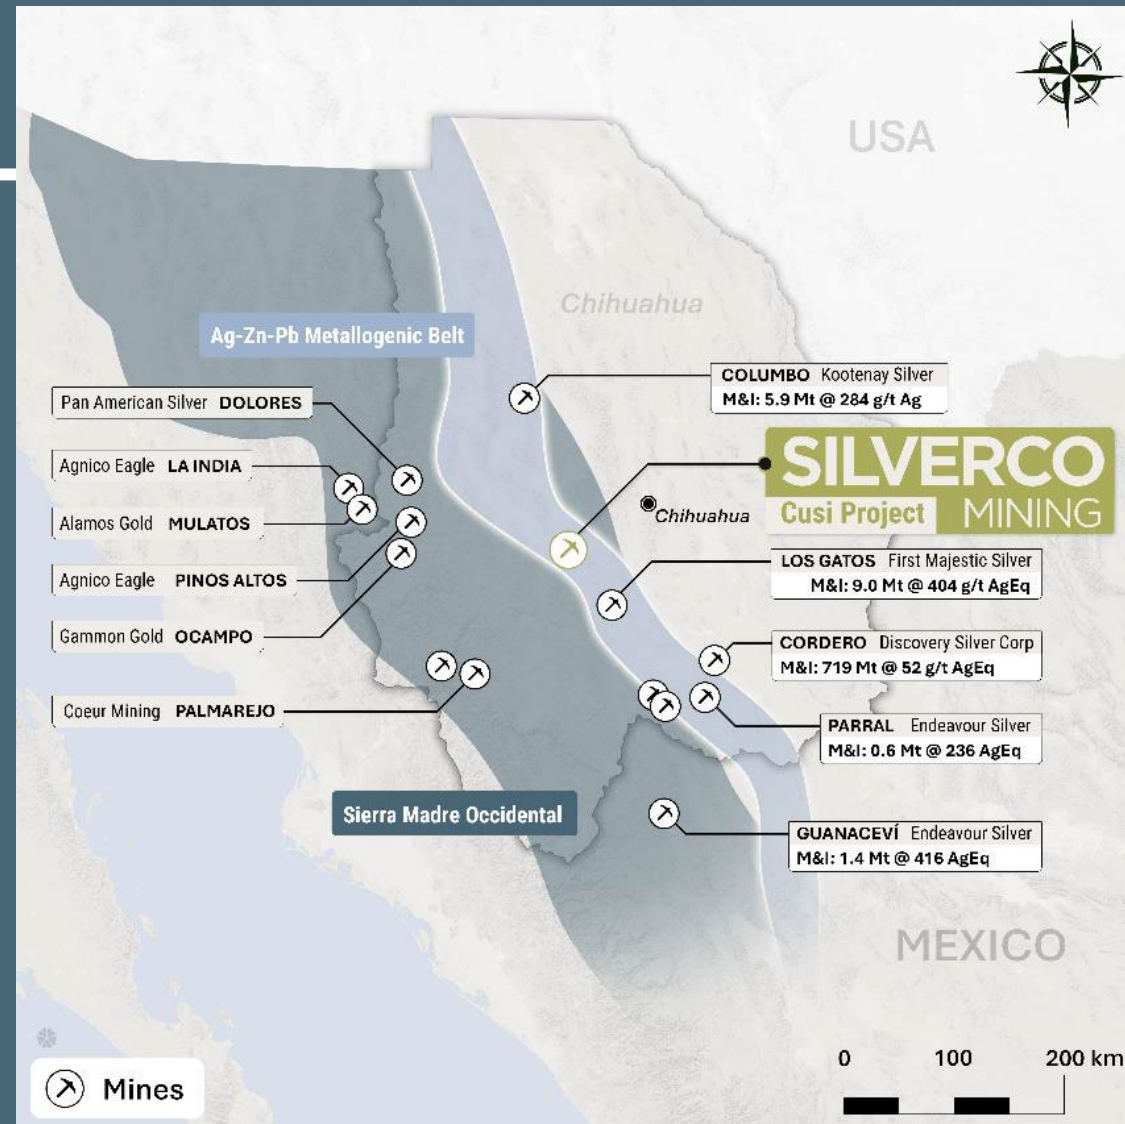 USA
Chihuahua
Ag-Zn-Pb Metallogenic Belt
COLUMBO Kootenay Silver
M&I: 5.9 Mt @ 284 g/t Ag
Pan American Silver DOLORES
SILVERCO
Cusi Project MINING
Agnico Eagle LA INDIA
Alamos Gold MULATOS
Chihuahua
LOS GATOS First Majestic Silver
M&I: 9.0 Mt @ 404 g/t AgEq
Agnico Eagle PINOS ALTOS
Gammon Gold OCAMPO
CORDERO Discovery Silver Corp
M&I: 719 Mt @ 52 g/t AgEq
Coeur Mining PALMAREJO
PARRAL Endeavour Silver
M&I: 0.6 Mt @ 236 AgEq
Sierra Madre Occidental
GUANACEVÍ Endeavour Silver
M&I: 1.4 Mt @ 416 AgEq
MEXICO
0 100 200 km
Mines